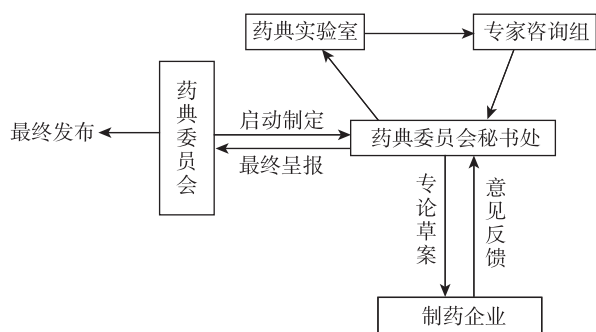 药典实验室
专家咨询组
药典委员会
最终发布
启动制定
最终呈报
药典委员会秘书处
专论草案
意见反馈
制药企业